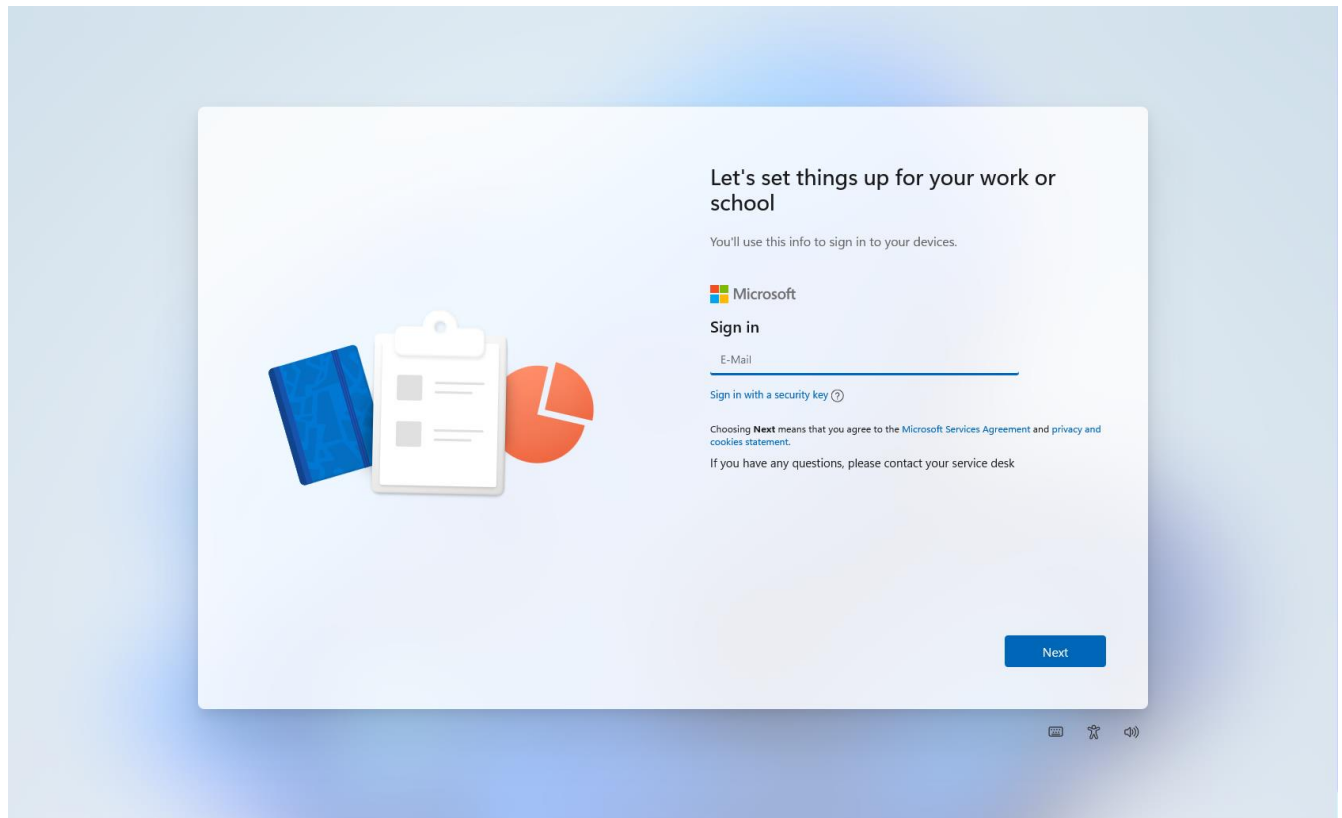 Let's set things up for your work or
school
You'll use this info to sign in to your devices.
Microsoft
Sign in
E-Mail
Sign in with a security key
Choosing Next means that you agree to the Microsoft Services Agreement and privacy and
cookies statement.
If you have any questions, please contact your service desk
Next